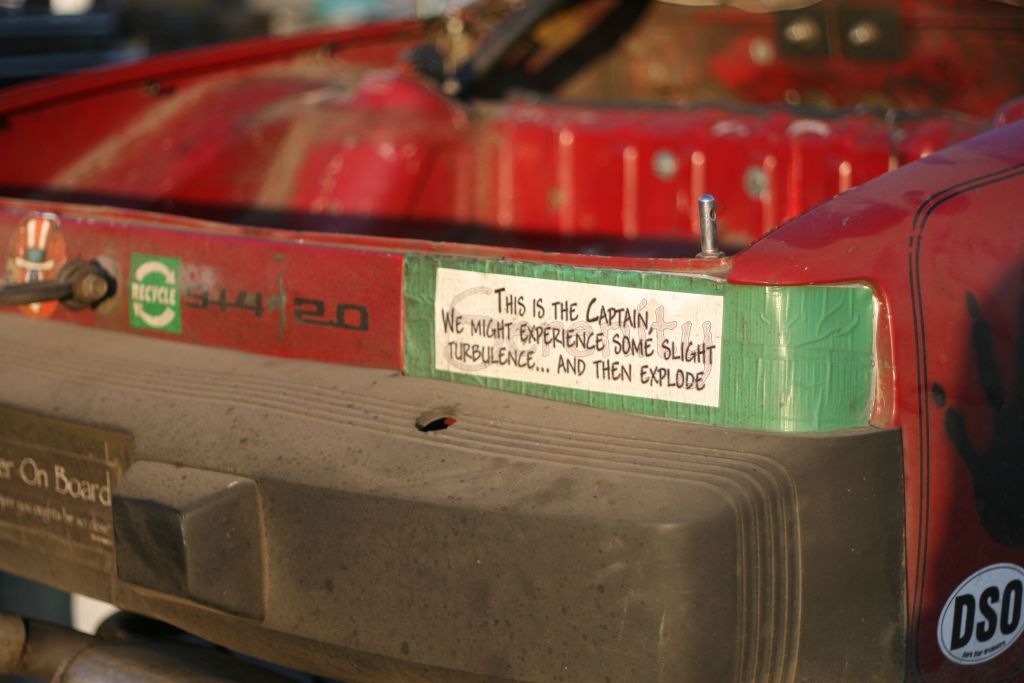 RECYCLE
914 2.0
Serenity
THIS IS THE CAPTAIN,
WE MIGHT EXPERIENCE SOME SLIGHT
TURBULENCE... AND THEN EXPLODE
er On Board
DSO